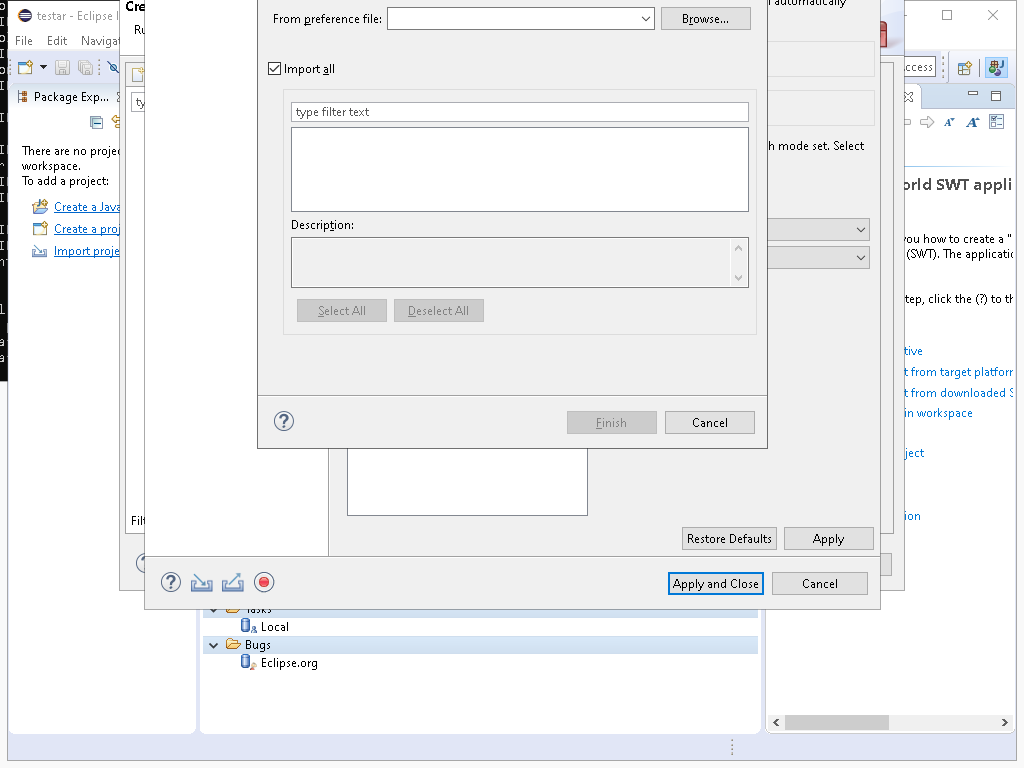 testar - Eclipse I
Cre
File Edit Naviga
Ru
Access
Package Exp...
There are no proje
workspace.
To add a project:
Create a Java
Create a proj
Import proje
ty
Filt
From preference file:
Browse...
Import all
type filter text
Description:
Select All
Deselect All
Finish
Cancel
automatically
h mode set. Select
Restore Defaults
Apply
Apply and Close
Cancel
orld SWT appli
you how to create a "
(SWT). The applicatio
tep, click the (?) to th
tive
t from target platform
t from downloaded S
in workspace
ject
ion
Tasks
Local
Bugs
Eclipse.org